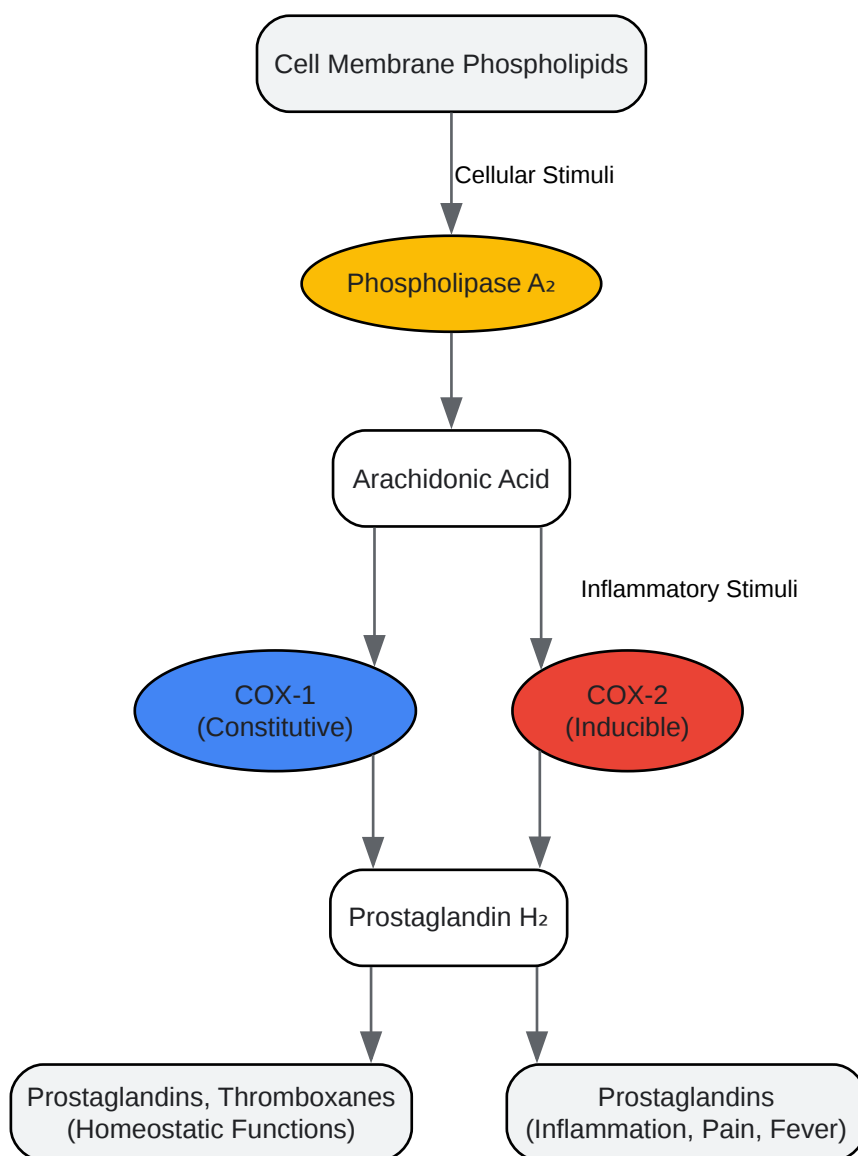 Cell Membrane Phospholipids
Cellular Stimuli
Phospholipase A₂
Arachidonic Acid
Inflammatory Stimuli
COX-1
(Constitutive)
COX-2
(Inducible)
Prostaglandin H₂
Prostaglandins, Thromboxanes
(Homeostatic Functions)
Prostaglandins
(Inflammation, Pain, Fever)